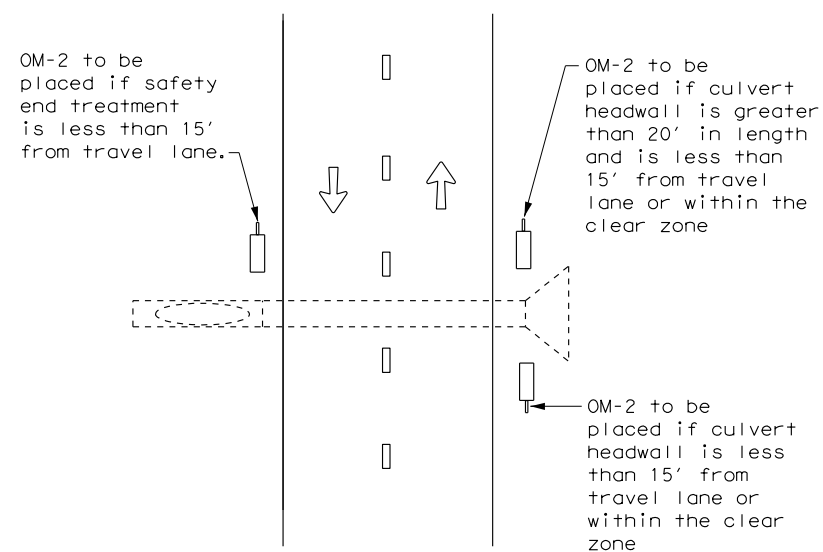 OM-2 to be
placed if safety
end treatment
is less than 15'
from travel lane.
OM-2 to be
placed if culvert
headwall is greater
than 20' in length
and is less than
15' from travel
lane or within the
clear zone
OM-2 to be
placed if culvert
headwall is less
than 15' from
travel lane or
within the clear
zone